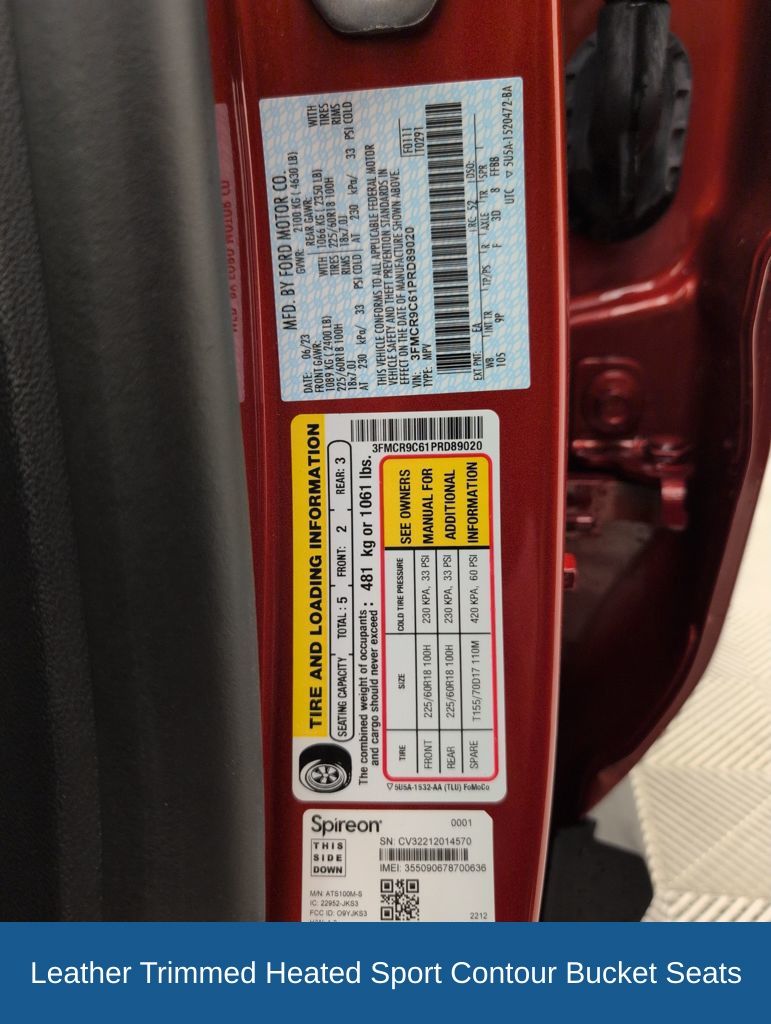 MFD. BY FORD MOTOR CO.
DATE: 06/23
GVWR: 2100 KG ( 4630 LB)
FRONT GAWR:
1089 KG ( 2400 LB)
225/60R18 100H
18x7.0J
AT 230 kPa/ 33 PSI COLD
REAR GAWR:
1066 KG ( 2350 LB)
225/60R18 100H
18x7.0J
AT 230 kPa/ 33 PSI COLD
WITH
TIRES
RIMS
WITH
TIRES
RIMS
THIS VEHICLE CONFORMS TO ALL APPLICABLE FEDERAL MOTOR
VEHICLE SAFETY AND THEFT PREVENTION STANDARDS IN
EFFECT ON THE DATE OF MANUFACTURE SHOWN ABOVE.
VIN: 3FMCR9C61PRD89020
TYPE: MPV
F0111
T0291
EXT PNT: EA RC: 52 DSO:
WB INT TR TP/PS R AXLE TR SPR
105 9P F 3D 8 FFBB
UTC ▽ 5U5A-1520472-BA
TIRE AND LOADING INFORMATION
SEATING CAPACITY TOTAL : 5 FRONT: 2 REAR: 3
The combined weight of occupants
and cargo should never exceed : 481 kg or 1061 lbs.
3FMCR9C61PRD89020
TIRE SIZE COLD TIRE PRESSURE
FRONT 225/60R18 100H 230 KPA, 33 PSI
REAR 225/60R18 100H 230 KPA, 33 PSI
SPARE T155/70D17 110M 420 KPA, 60 PSI
SEE OWNERS
MANUAL FOR
ADDITIONAL
INFORMATION
▽ 5U5A-1532-AA (TLU) FoMoCo
Spireon 0001
THIS
SIDE
DOWN
SN: CV32212014570
IMEI: 355090678700636
M/N: ATS100M-S
IC: 22952-JKS3
FCC ID: O9YJKS3
2212
Leather Trimmed Heated Sport Contour Bucket Seats